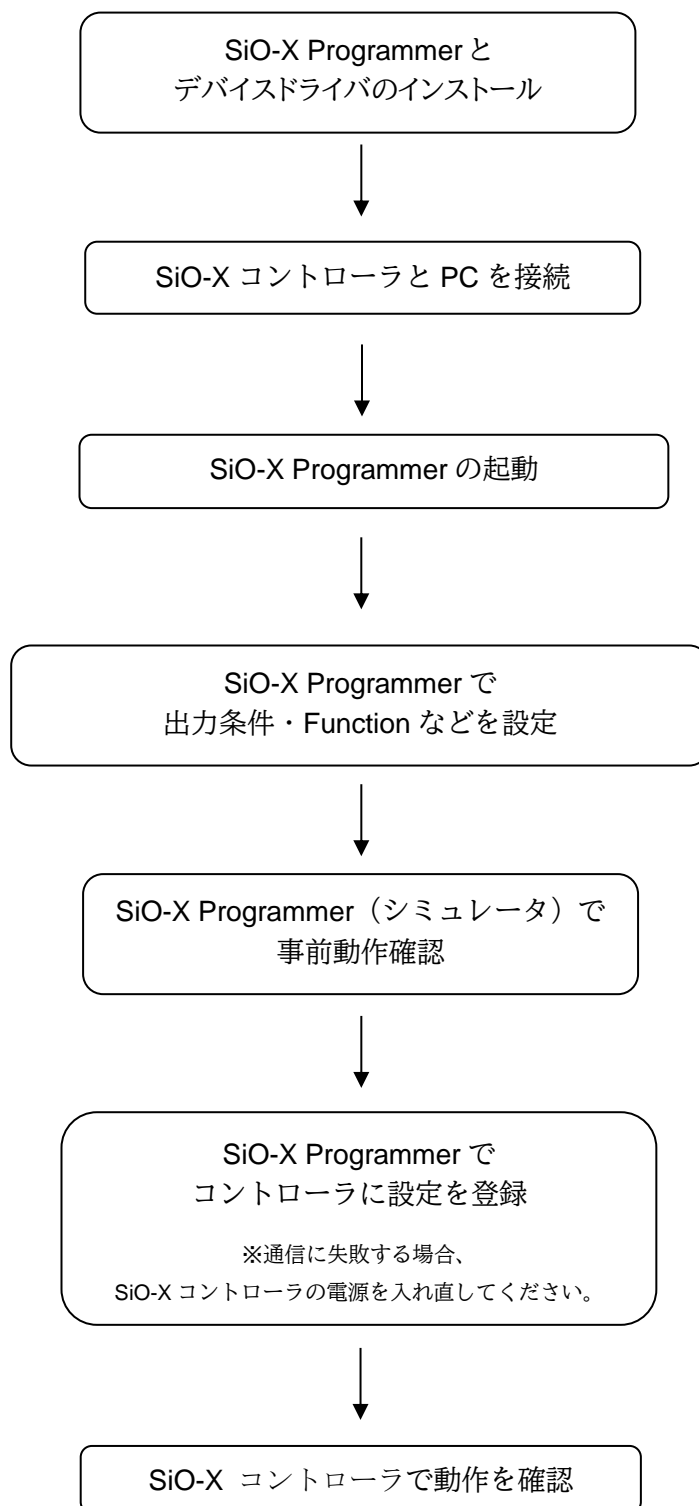 SiO-X Programmer と
デバイスドライバのインストール
SiO-X コントローラと PC を接続
SiO-X Programmer の起動
SiO-X Programmer で
出力条件・Function などを設定
SiO-X Programmer（シミュレータ）で
事前動作確認
SiO-X Programmer で
コントローラに設定を登録
※通信に失敗する場合、
SiO-X コントローラの電源を入れ直してください。
SiO-X コントローラで動作を確認